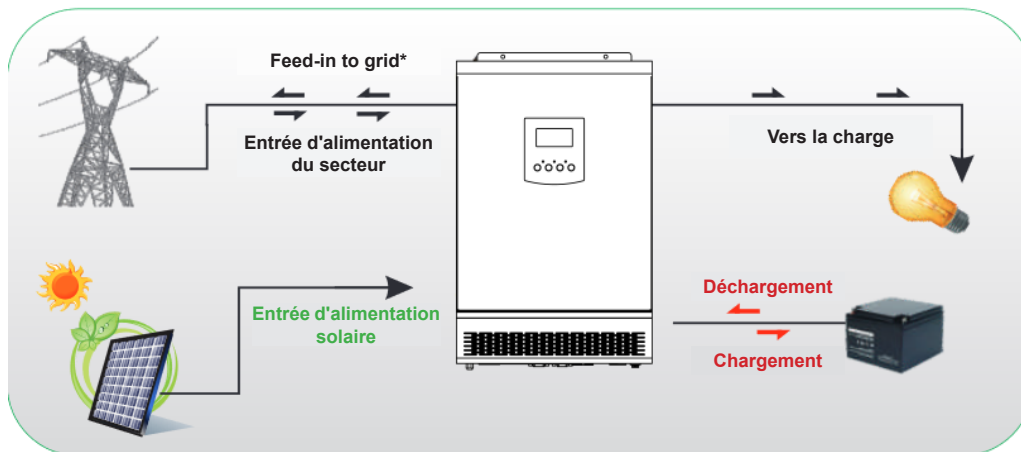 Feed-in to grid*
Entrée d'alimentation
du secteur
Vers la charge
Entrée d'alimentation
solaire
Déchargement
Chargement